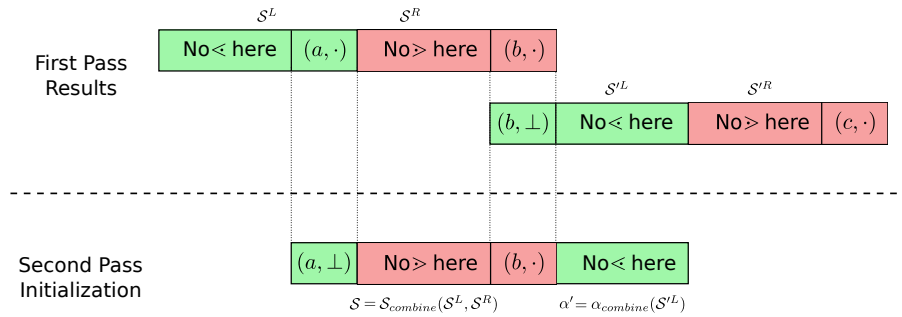 𝒮^L 𝒮^R
First Pass
Results
No⋖ here (a, ·) No⋗ here (b, ·)
𝒮′^L 𝒮′^R
(b, ⊥) No⋖ here No⋗ here (c, ·)
Second Pass
Initialization
(a, ⊥) No⋗ here (b, ·) No⋖ here
𝒮 = 𝒮_combine(𝒮^L, 𝒮^R) α′ = α_combine(𝒮′^L)